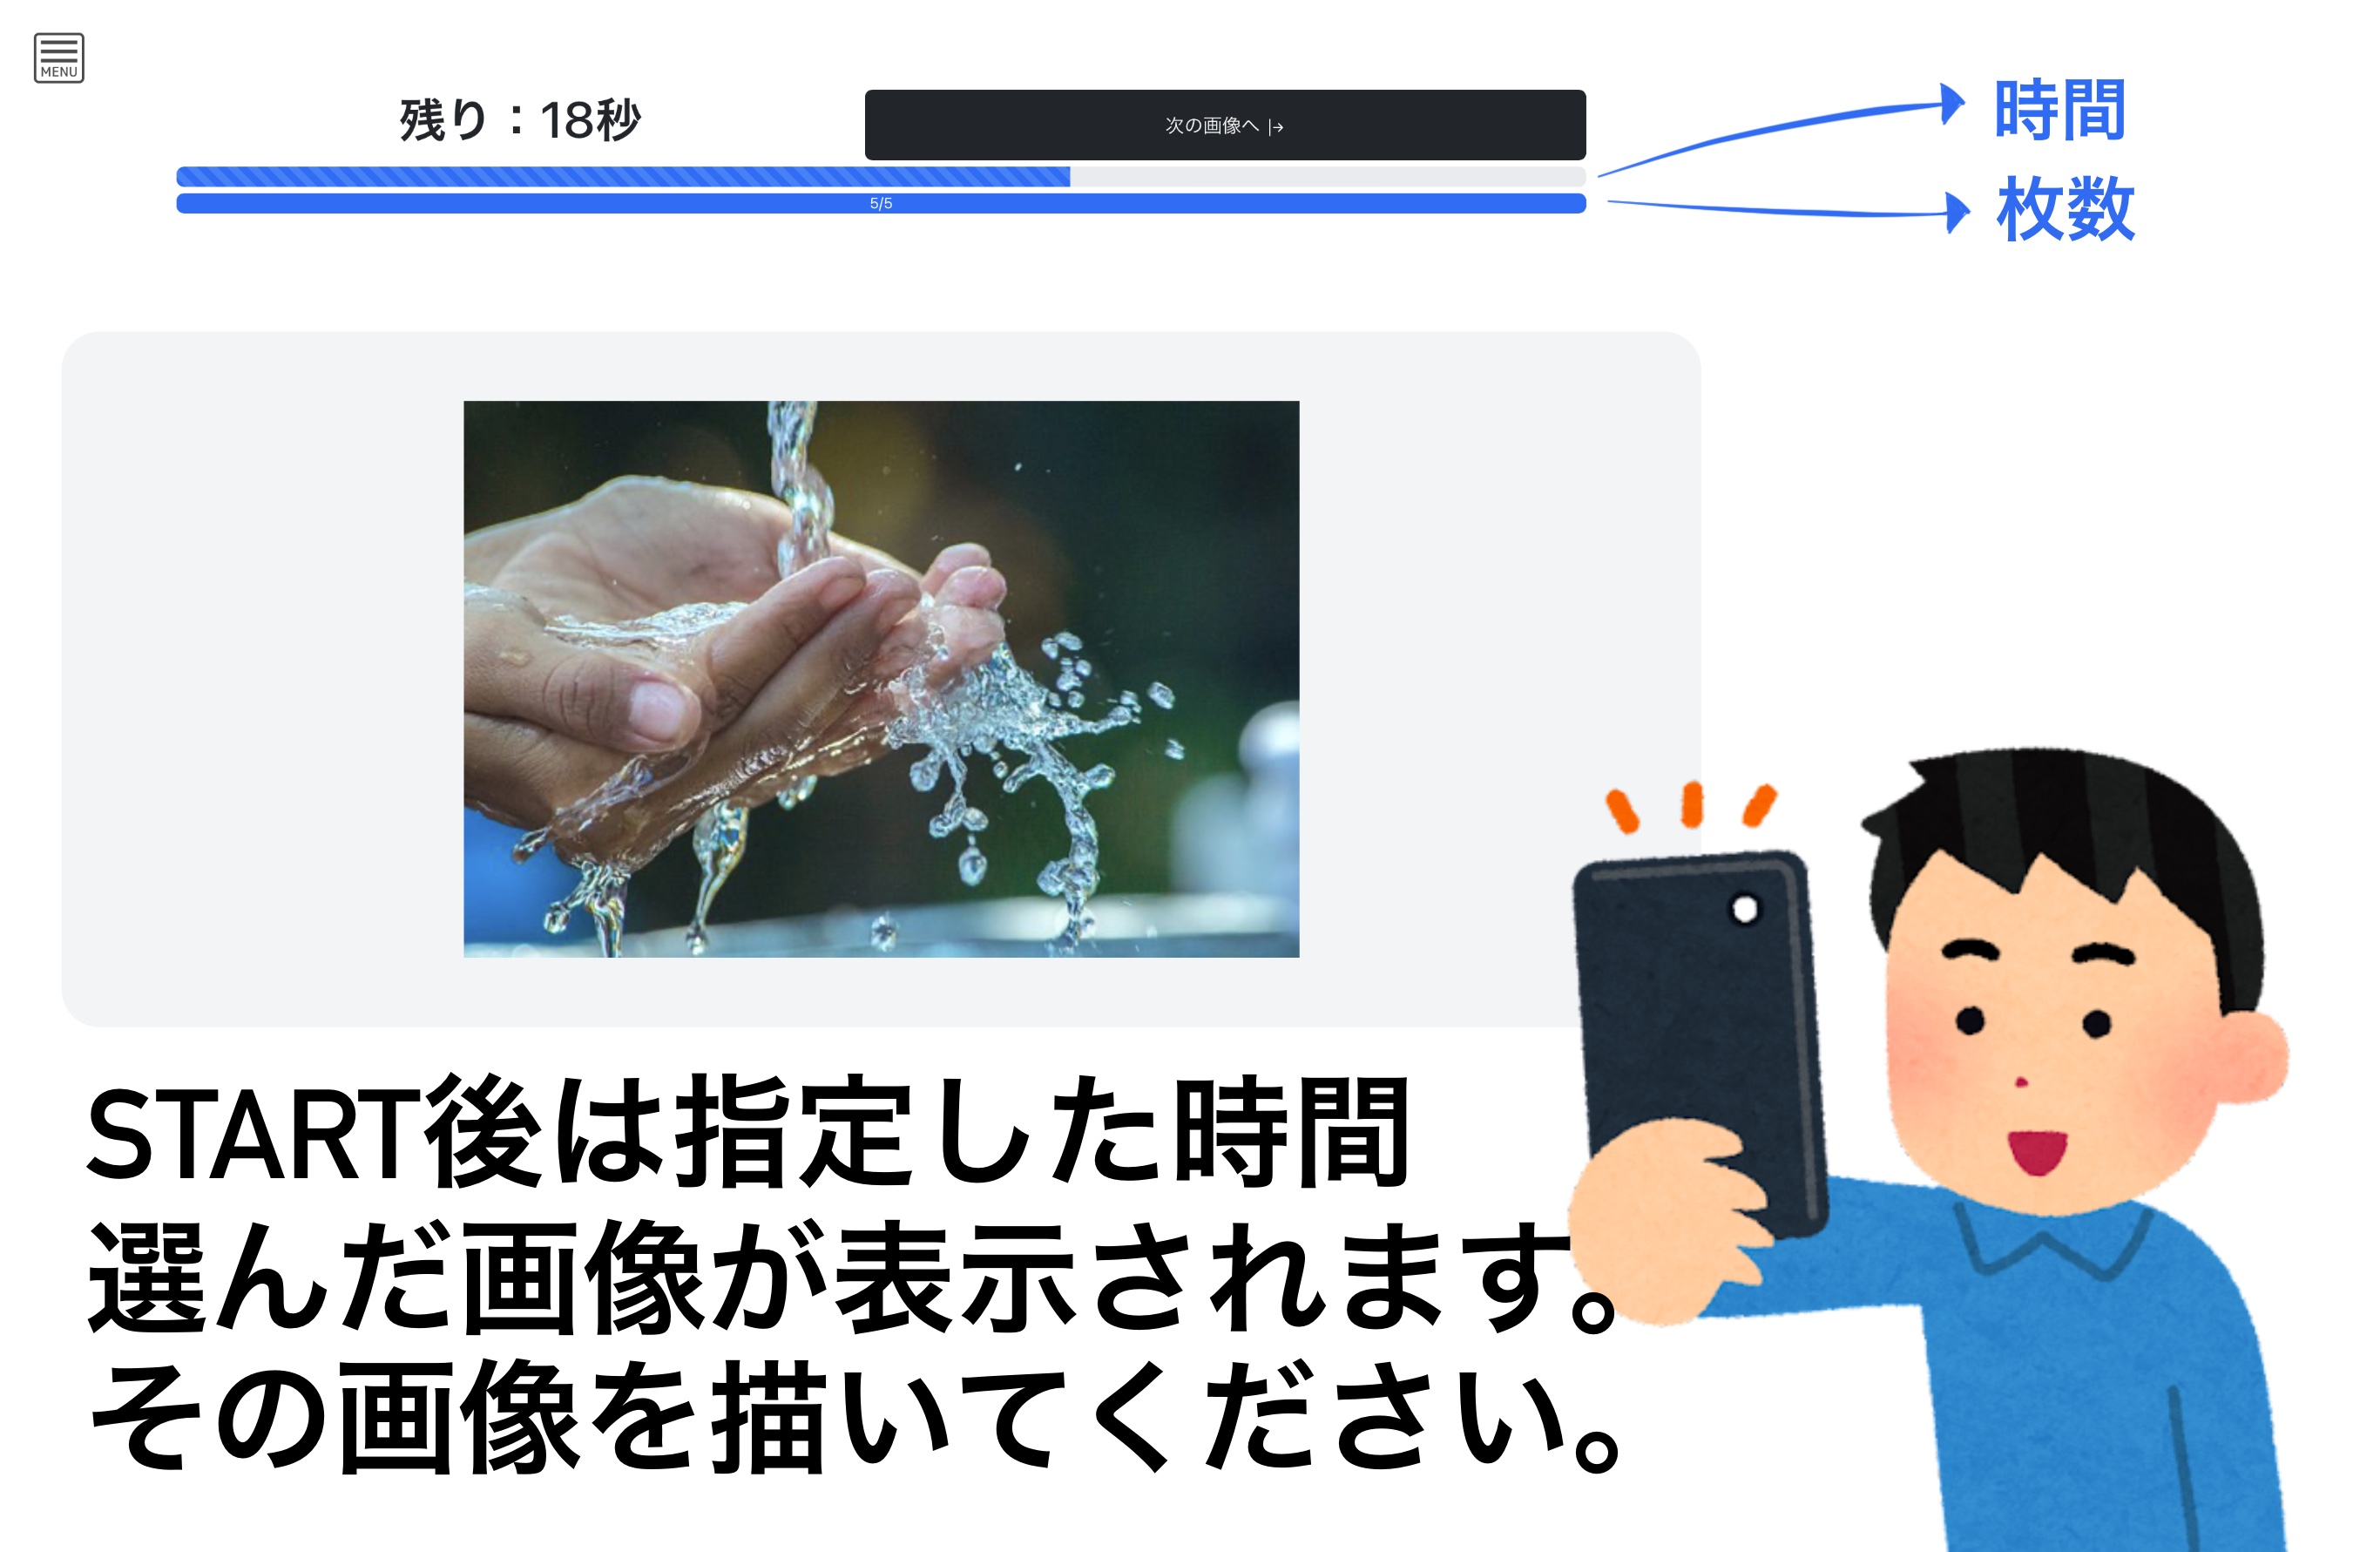 MENU
残り：18秒
次の画像へ
5/5
時間
枚数
START後は指定した時間
選んだ画像が表示されます。
その画像を描いてください。